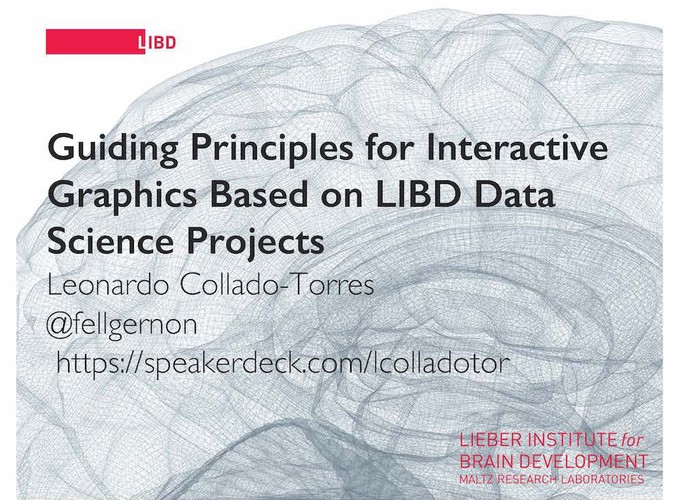 LIBD
Guiding Principles for Interactive
Graphics Based on LIBD Data
Science Projects
Leonardo Collado-Torres
@fellgernon
https://speakerdeck.com/lcolladotor
LIEBER INSTITUTE for
BRAIN DEVELOPMENT
MALTZ RESEARCH LABORATORIES